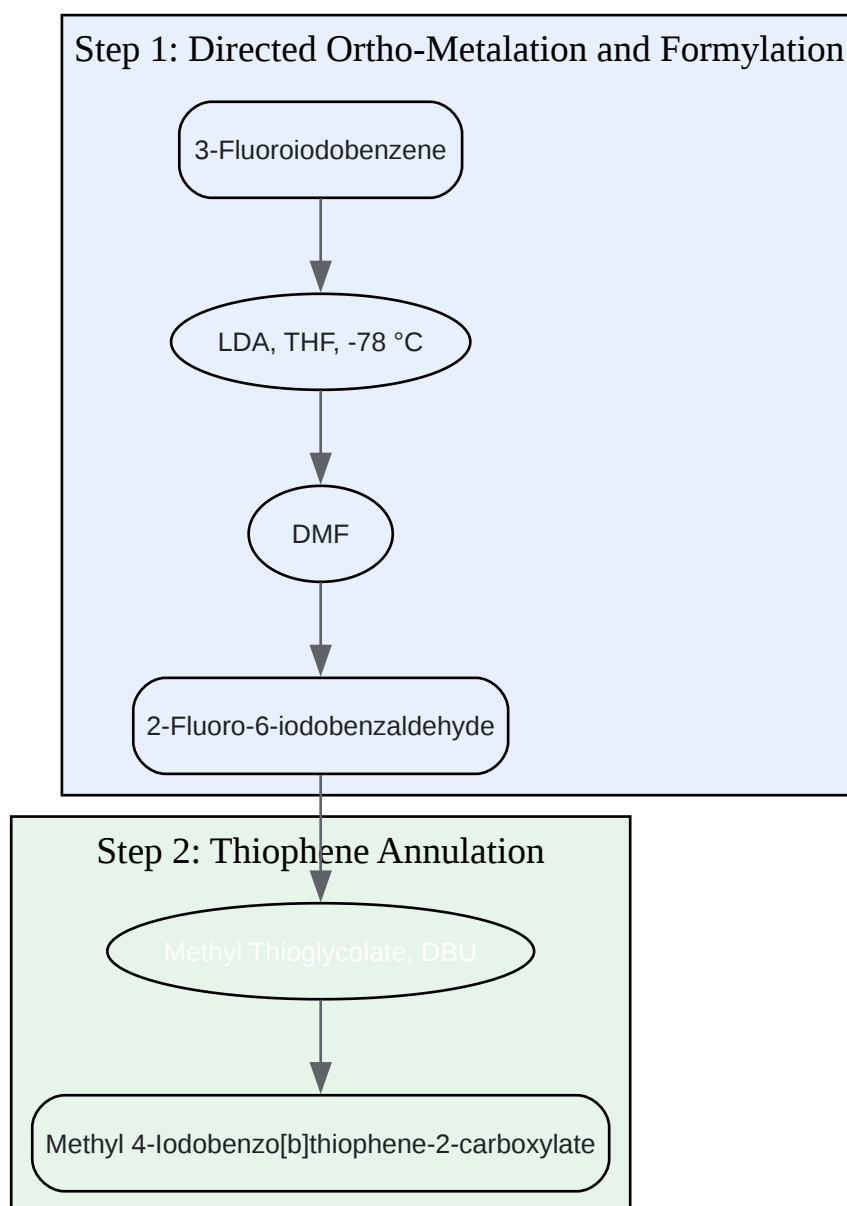 Step 1: Directed Ortho-Metalation and Formylation
3-Fluoroiodobenzene
LDA, THF, -78 °C
DMF
2-Fluoro-6-iodobenzaldehyde
Step 2: Thiophene Annulation
Methyl Thioglycolate, DBU
Methyl 4-Iodobenzo[b]thiophene-2-carboxylate